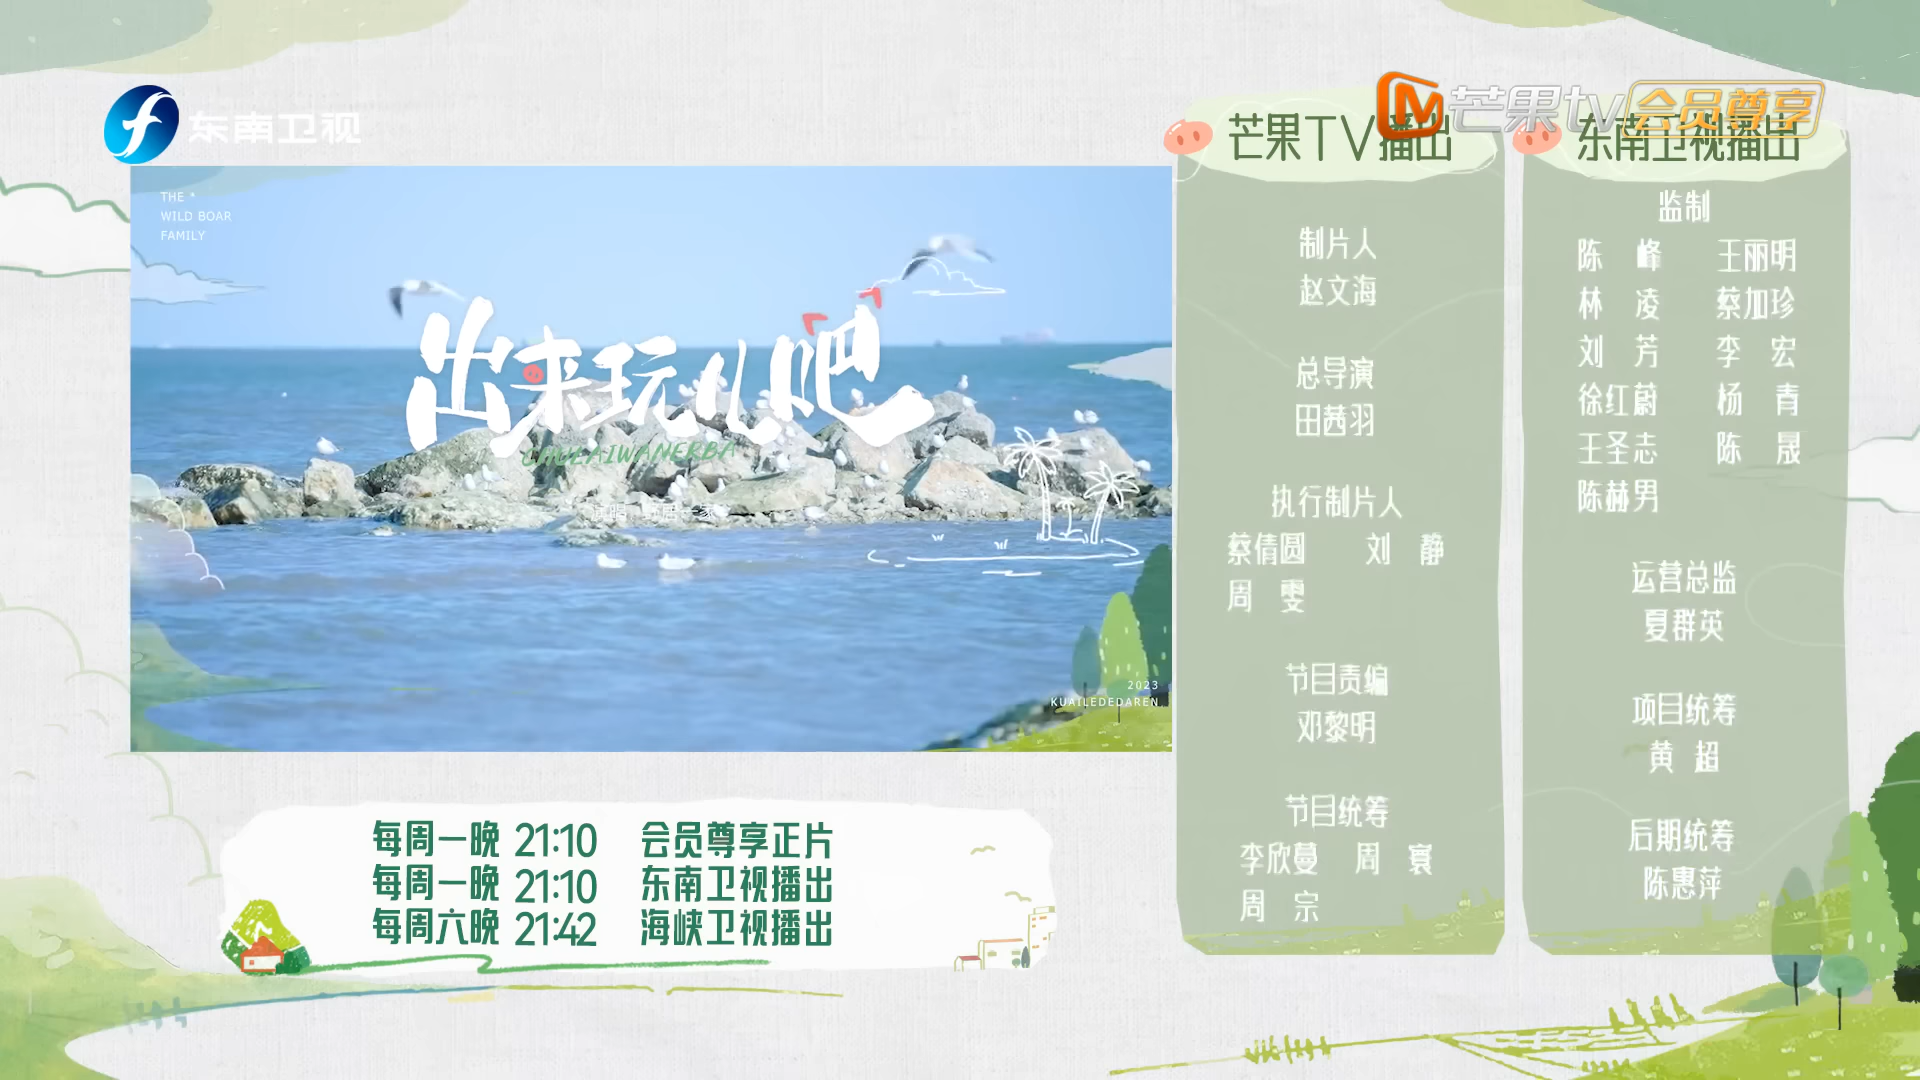 东南卫视
芒果tv 会员尊享
THE *
WILD BOAR
FAMILY
出来玩儿吧
CHULAIWANERBA
2023
KUAILEDEDAREN
每周一晚 21:10 会员尊享正片
每周一晚 21:10 东南卫视播出
每周六晚 21:42 海峡卫视播出
芒果TV播出
制片人
赵文海
总导演
田茜羽
执行制片人
蔡倩圆 刘 静
周 雯
节目责编
邓黎明
节目统筹
李欣蔓 周 寰
周 宗
东南卫视播出
监制
陈 峰 王丽明
林 凌 蔡加珍
刘 芳 李 宏
徐红蔚 杨 青
王圣志 陈 晟
陈赫男
运营总监
夏群英
项目统筹
黄 超
后期统筹
陈惠萍